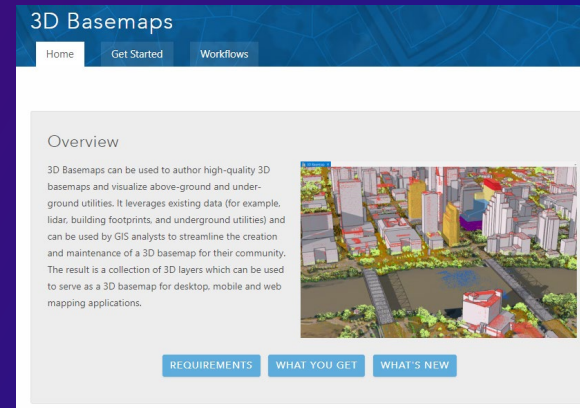 3D Basemaps
Home Get Started Workflows
Overview
3D Basemaps can be used to author high-quality 3D
basemaps and visualize above-ground and under-
ground utilities. It leverages existing data (for example,
lidar, building footprints, and underground utilities) and
can be used by GIS analysts to streamline the creation
and maintenance of a 3D basemap for their community.
The result is a collection of 3D layers which can be used
to serve as a 3D basemap for desktop, mobile and web
mapping applications.
REQUIREMENTS WHAT YOU GET WHAT'S NEW